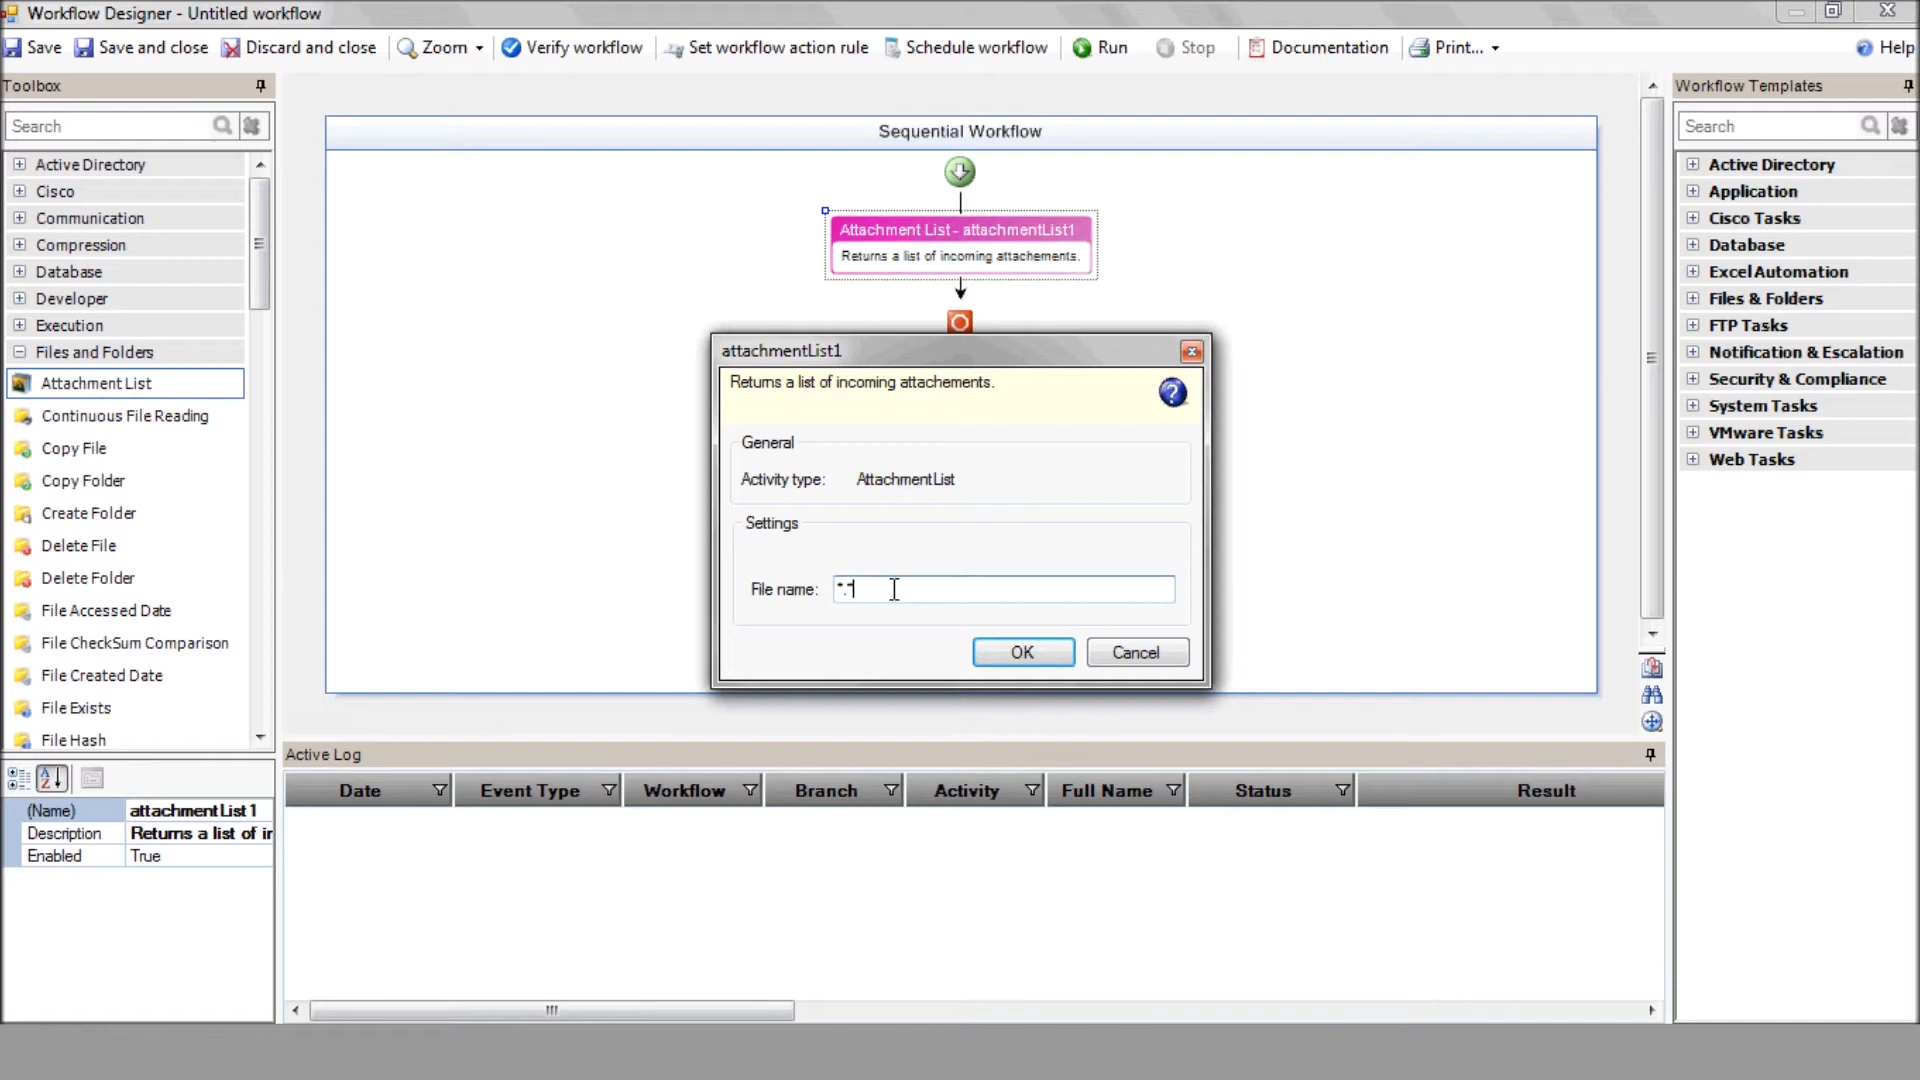 Workflow Designer - Untitled workflow
Save
Save and close
Discard and close
Zoom
Verify workflow
Set workflow action rule
Schedule workflow
Run
Stop
Documentation
Print...
Help
Toolbox
Search
Active Directory
Cisco
Communication
Compression
Database
Developer
Execution
Files and Folders
Attachment List
Continuous File Reading
Copy File
Copy Folder
Create Folder
Delete File
Delete Folder
File Accessed Date
File CheckSum Comparison
File Created Date
File Exists
File Hash
(Name) attachmentList1
Description Returns a list of ir
Enabled True
Sequential Workflow
Attachment List - attachmentList1
Returns a list of incoming attachements.
attachmentList1
Returns a list of incoming attachements.
General
Activity type: AttachmentList
Settings
File name: *.*
OK
Cancel
Active Log
Date
Event Type
Workflow
Branch
Activity
Full Name
Status
Result
Workflow Templates
Search
Active Directory
Application
Cisco Tasks
Database
Excel Automation
Files & Folders
FTP Tasks
Notification & Escalation
Security & Compliance
System Tasks
VMware Tasks
Web Tasks